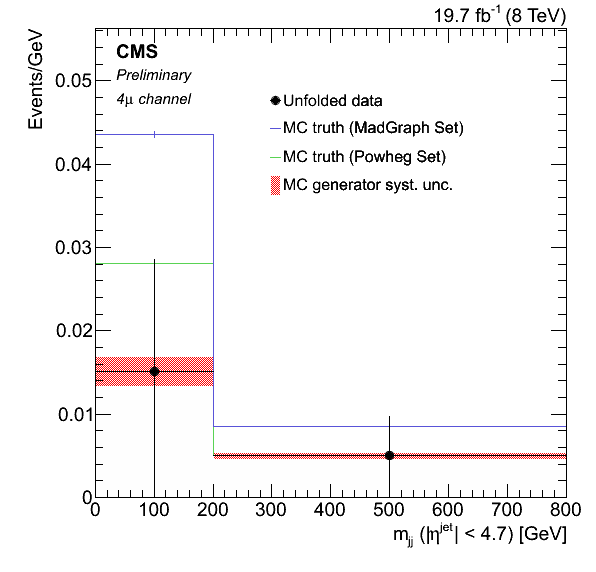 19.7 fb⁻¹ (8 TeV)
Events/GeV
CMS
Preliminary
4μ channel
Unfolded data
MC truth (MadGraph Set)
MC truth (Powheg Set)
MC generator syst. unc.
0.05
0.04
0.03
0.02
0.01
0
0 100 200 300 400 500 600 700 800
m_jj (|η^jet| < 4.7) [GeV]